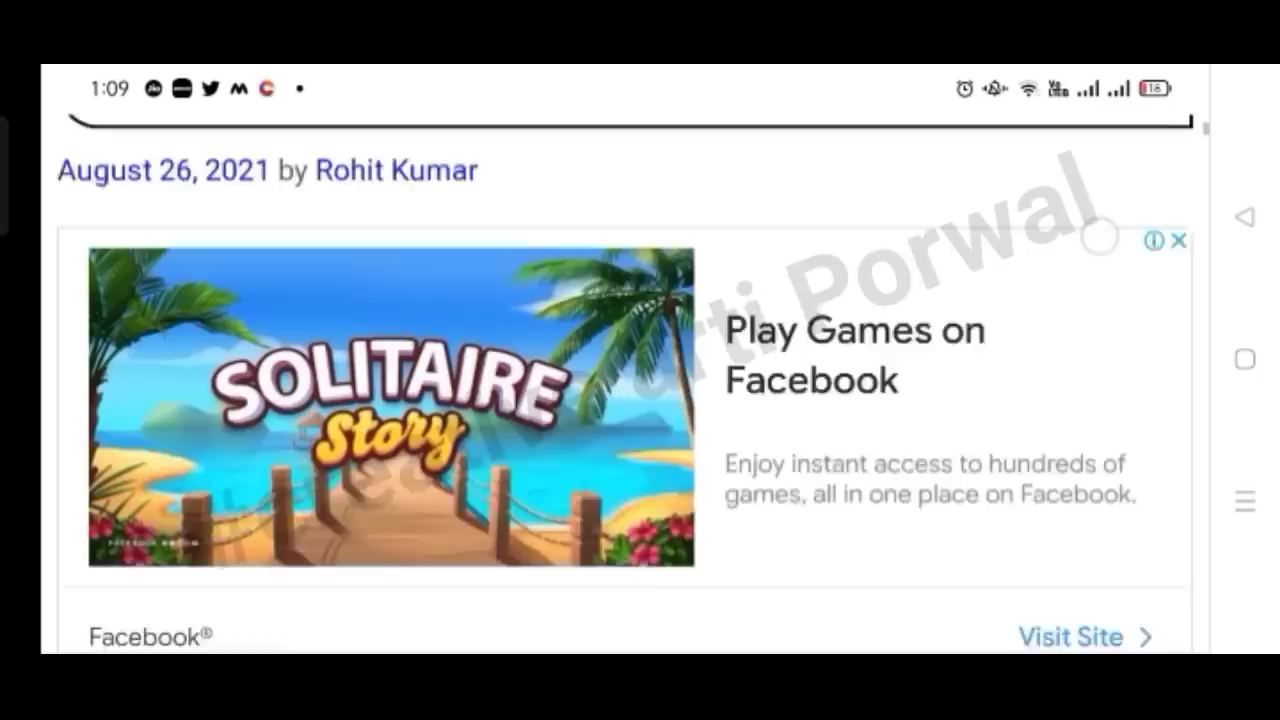 1:09
18
August 26, 2021 by Rohit Kumar
Play Games on
Facebook
SOLITAIRE
Story
Enjoy instant access to hundreds of
games, all in one place on Facebook.
Facebook®
Visit Site
Porwal